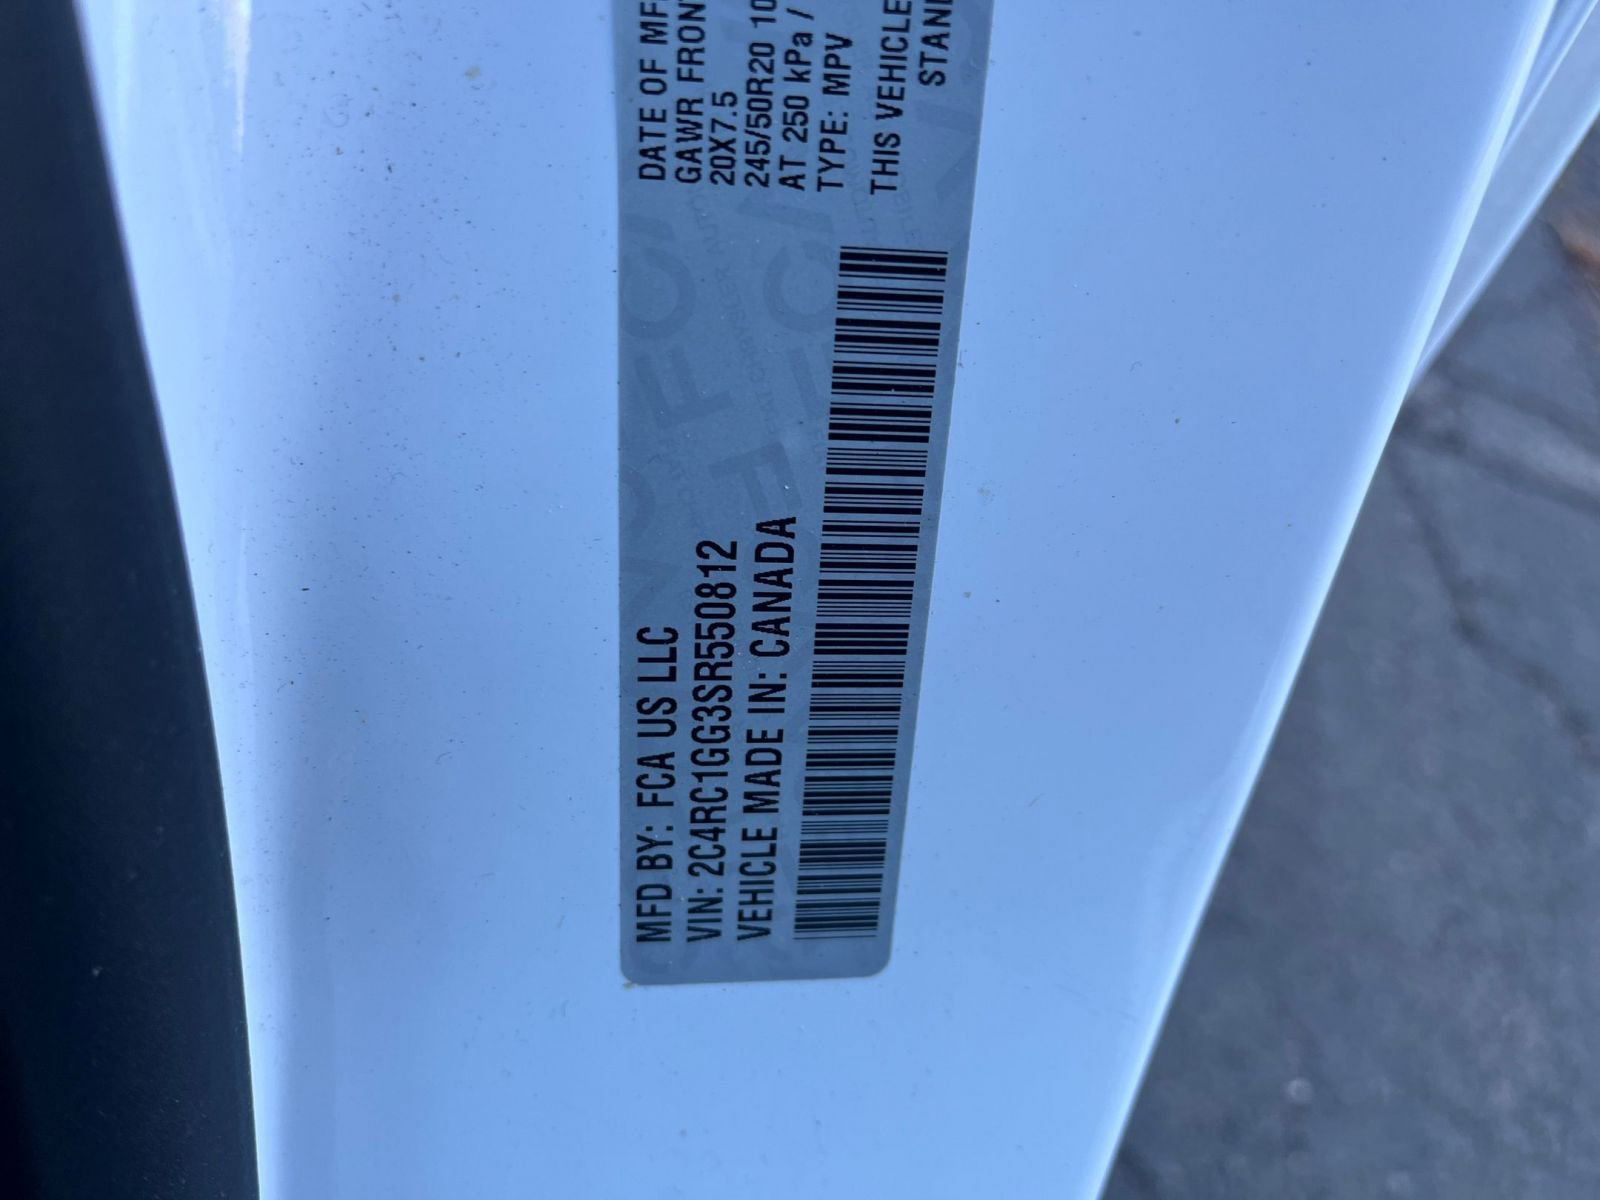 MFD BY: FCA US LLC
VIN: 2C4RC1GG3SR550812
VEHICLE MADE IN: CANADA
DATE OF MF
GAWR FRONT
20X7.5
245/50R20 10
AT 250 kPa /
TYPE: MPV
THIS VEHICLE
STAN